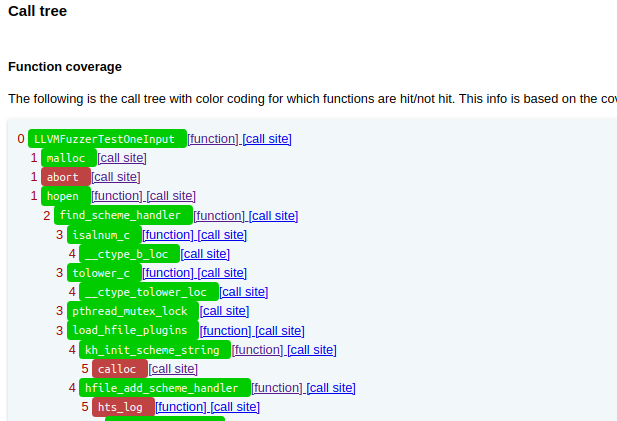 Call tree
Function coverage
The following is the call tree with color coding for which functions are hit/not hit. This info is based on the
0 LLVMFuzzerTestOneInput [function] [call site]
1 malloc [call site]
1 abort [call site]
1 hopen [function] [call site]
2 find_scheme_handler [function] [call site]
3 isalnum_c [function] [call site]
4 __ctype_b_loc [call site]
3 tolower_c [function] [call site]
4 __ctype_tolower_loc [call site]
3 pthread_mutex_lock [call site]
3 load_hfile_plugins [function] [call site]
4 kh_init_scheme_string [function] [call site]
5 calloc [call site]
4 hfile_add_scheme_handler [function] [call site]
5 hts_log [function] [call site]